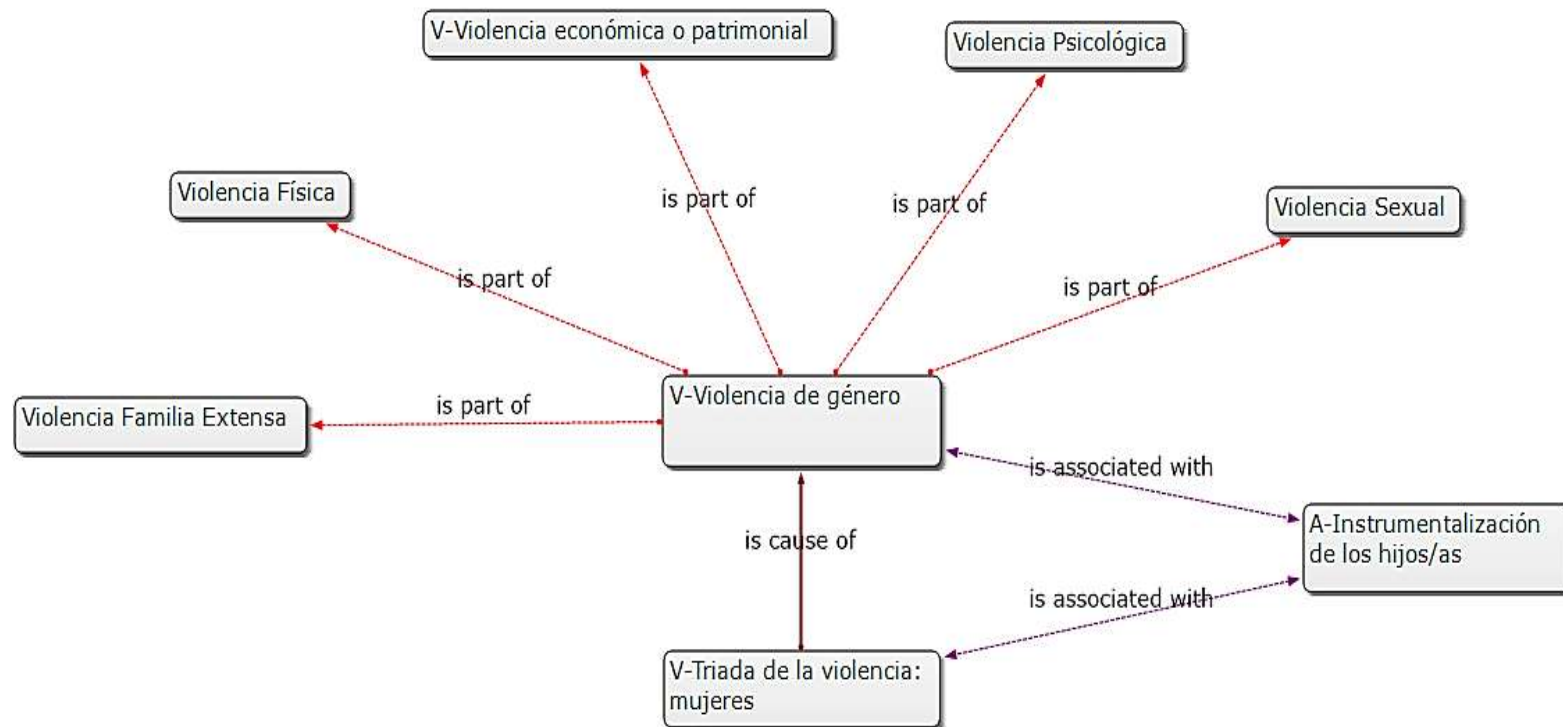 V-Violencia económica o patrimonial
Violencia Psicológica
Violencia Física
is part of
is part of
Violencia Sexual
is part of
is part of
V-Violencia de género
Violencia Familia Extensa
is part of
is associated with
A-Instrumentalización
de los hijos/as
is cause of
is associated with
V-Triada de la violencia:
mujeres